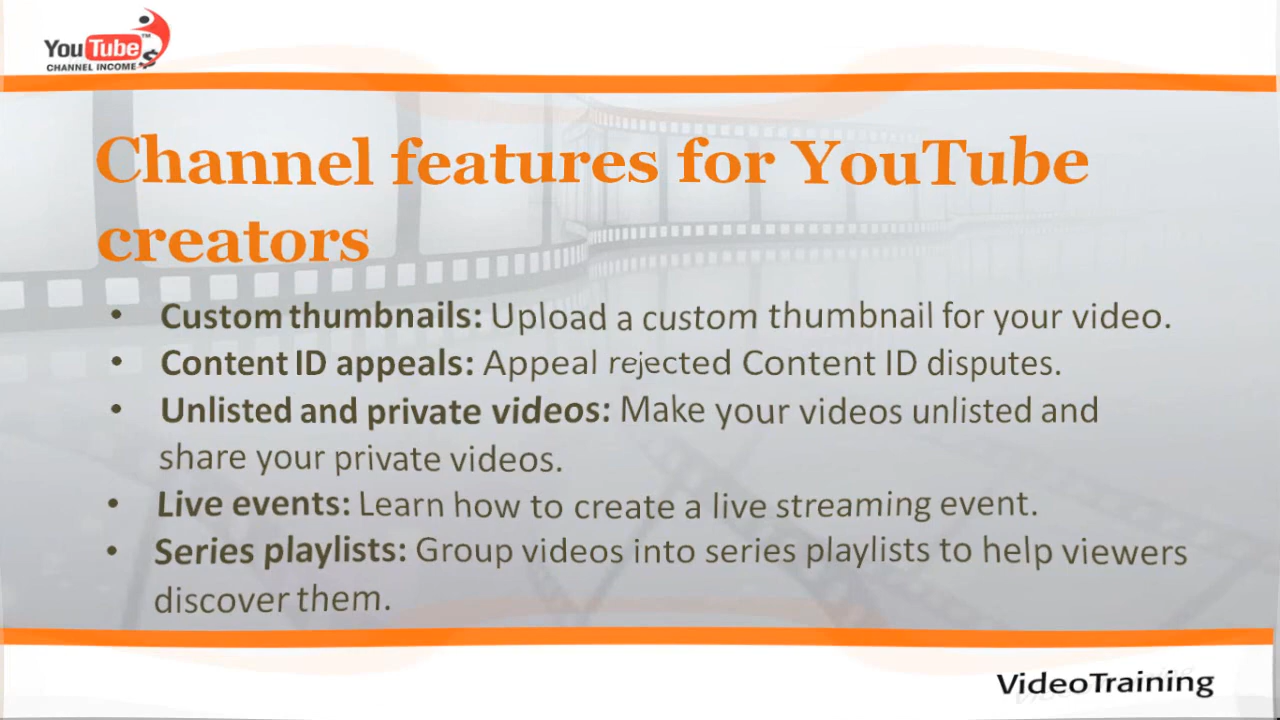 YouTube™
CHANNEL INCOME
Channel features for YouTube
creators
• Custom thumbnails: Upload a custom thumbnail for your video.
• Content ID appeals: Appeal rejected Content ID disputes.
• Unlisted and private videos: Make your videos unlisted and
share your private videos.
• Live events: Learn how to create a live streaming event.
• Series playlists: Group videos into series playlists to help viewers
discover them.
VideoTraining